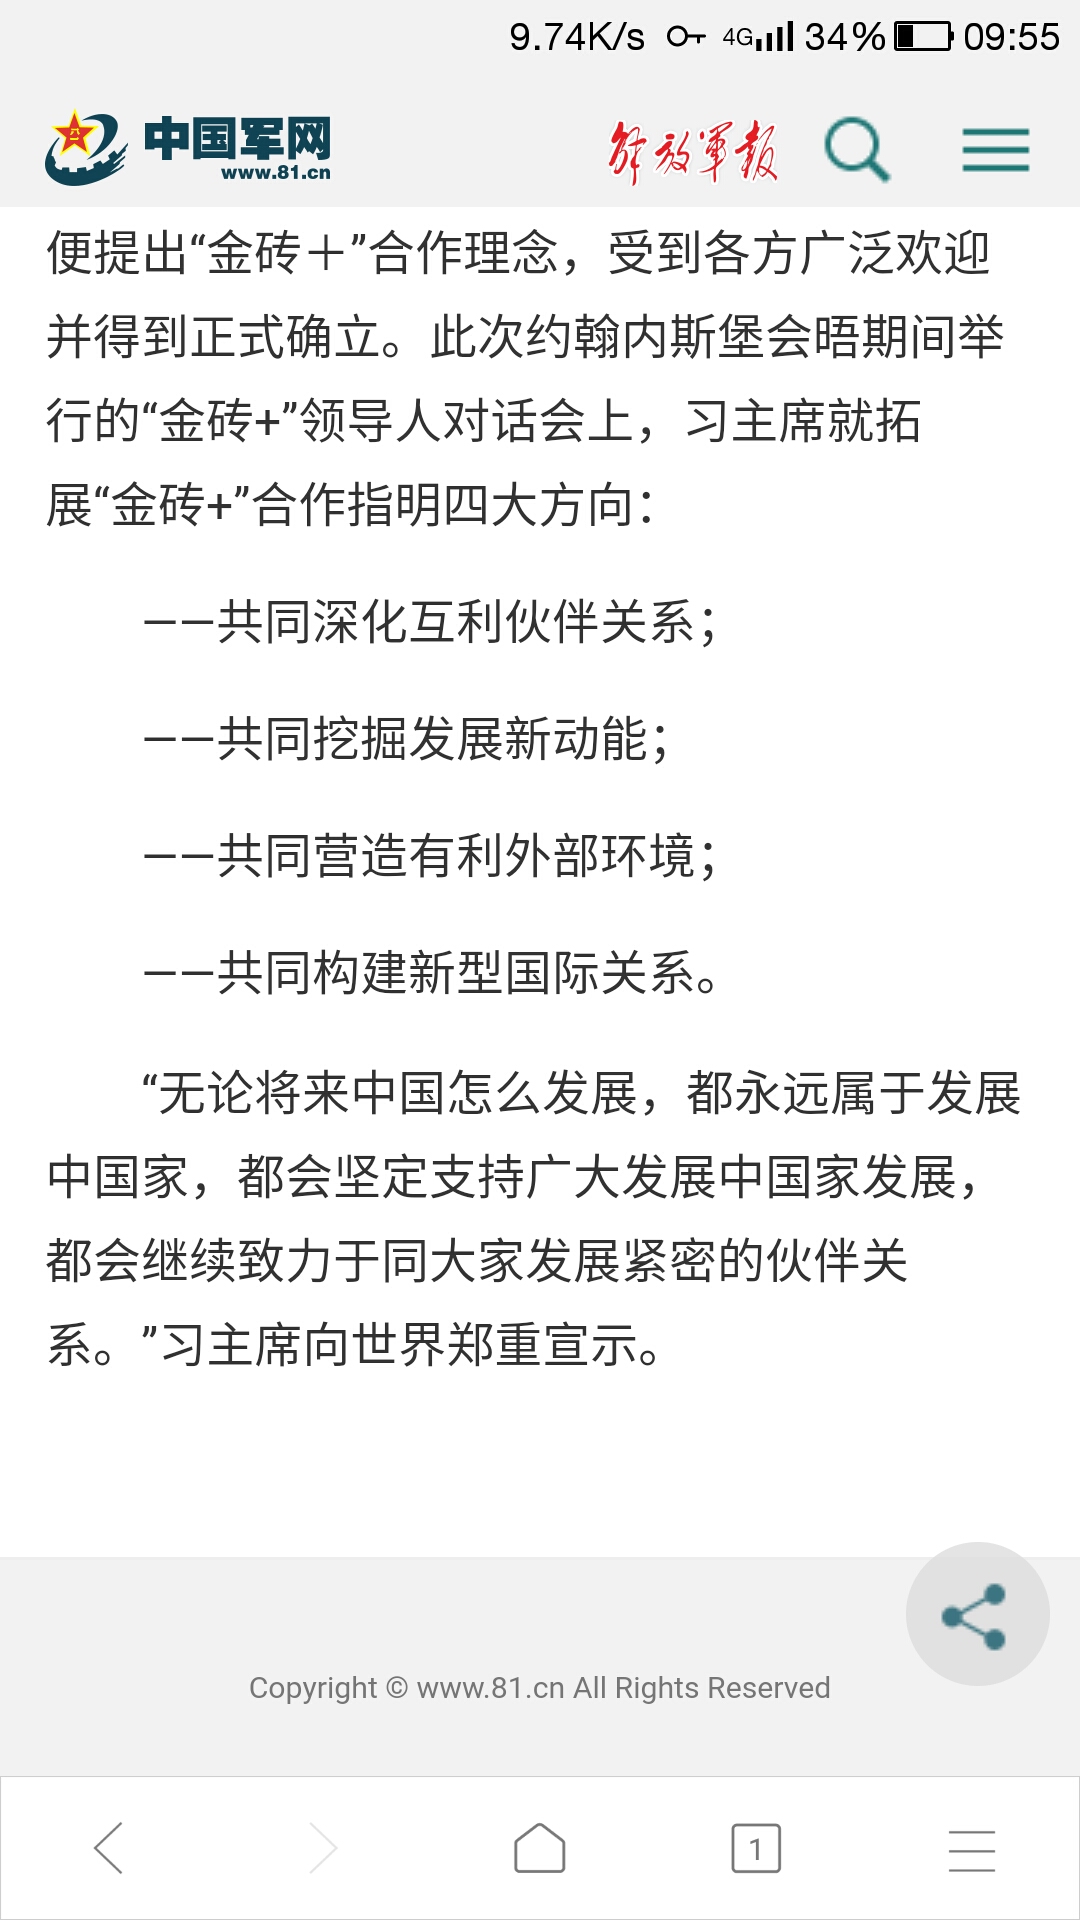 9.74K/s 4G 34% 09:55
中国军网
www.81.cn
解放軍報
便提出“金砖＋”合作理念，受到各方广泛欢迎
并得到正式确立。此次约翰内斯堡会晤期间举
行的“金砖+”领导人对话会上，习主席就拓
展“金砖+”合作指明四大方向：
——共同深化互利伙伴关系；
——共同挖掘发展新动能；
——共同营造有利外部环境；
——共同构建新型国际关系。
“无论将来中国怎么发展，都永远属于发展
中国家，都会坚定支持广大发展中国家发展，
都会继续致力于同大家发展紧密的伙伴关
系。”习主席向世界郑重宣示。
Copyright © www.81.cn All Rights Reserved
1